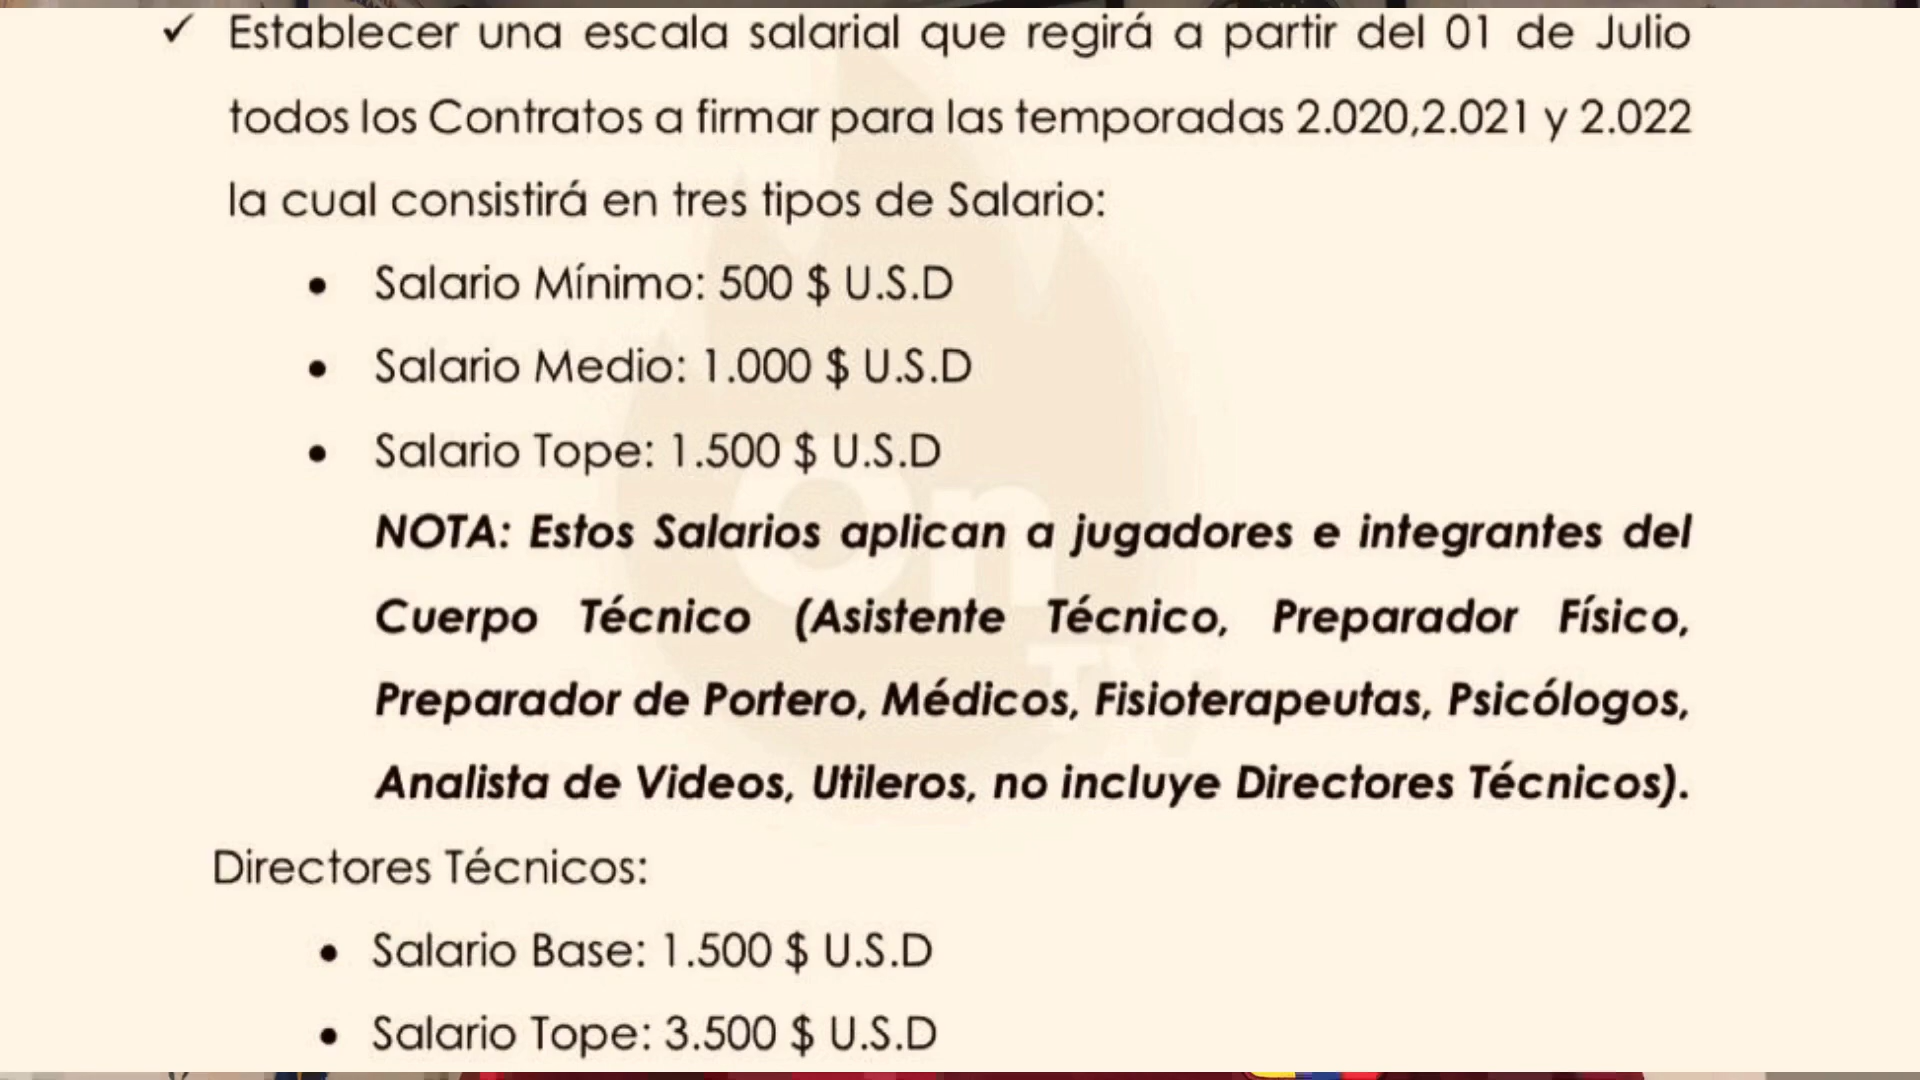 ✓ Establecer una escala salarial que regirá a partir del 01 de Julio
todos los Contratos a firmar para las temporadas 2.020,2.021 y 2.022
la cual consistirá en tres tipos de Salario:
• Salario Mínimo: 500 $ U.S.D
• Salario Medio: 1.000 $ U.S.D
• Salario Tope: 1.500 $ U.S.D
NOTA: Estos Salarios aplican a jugadores e integrantes del
Cuerpo Técnico (Asistente Técnico, Preparador Físico,
Preparador de Portero, Médicos, Fisioterapeutas, Psicólogos,
Analista de Videos, Utileros, no incluye Directores Técnicos).
Directores Técnicos:
• Salario Base: 1.500 $ U.S.D
• Salario Tope: 3.500 $ U.S.D
On
TV